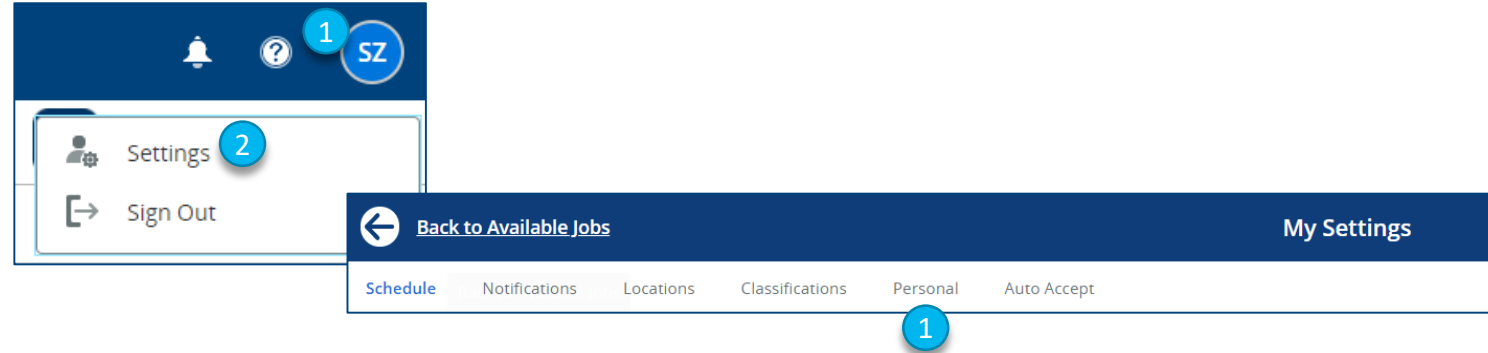 1
SZ
Settings 2
Sign Out
Back to Available Jobs
My Settings
Schedule Notifications Locations Classifications Personal Auto Accept
1